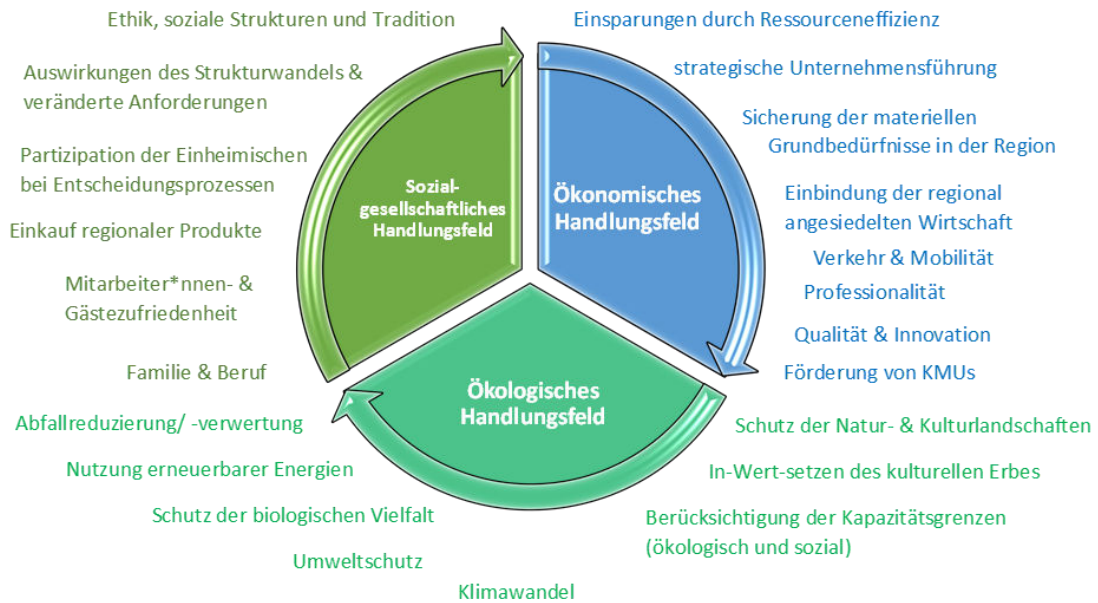 Ethik, soziale Strukturen und Tradition
Auswirkungen des Strukturwandels &
veränderte Anforderungen
Partizipation der Einheimischen
bei Entscheidungsprozessen
Einkauf regionaler Produkte
Mitarbeiter*nnen- &
Gästezufriedenheit
Familie & Beruf
Sozial-
gesellschaftliches
Handlungsfeld
Einsparungen durch Ressourceneffizienz
strategische Unternehmensführung
Sicherung der materiellen
Grundbedürfnisse in der Region
Einbindung der regional
angesiedelten Wirtschaft
Verkehr & Mobilität
Professionalität
Qualität & Innovation
Förderung von KMUs
Ökonomisches
Handlungsfeld
Ökologisches
Handlungsfeld
Abfallreduzierung/ -verwertung
Nutzung erneuerbarer Energien
Schutz der biologischen Vielfalt
Umweltschutz
Klimawandel
Schutz der Natur- & Kulturlandschaften
In-Wert-setzen des kulturellen Erbes
Berücksichtigung der Kapazitätsgrenzen
(ökologisch und sozial)